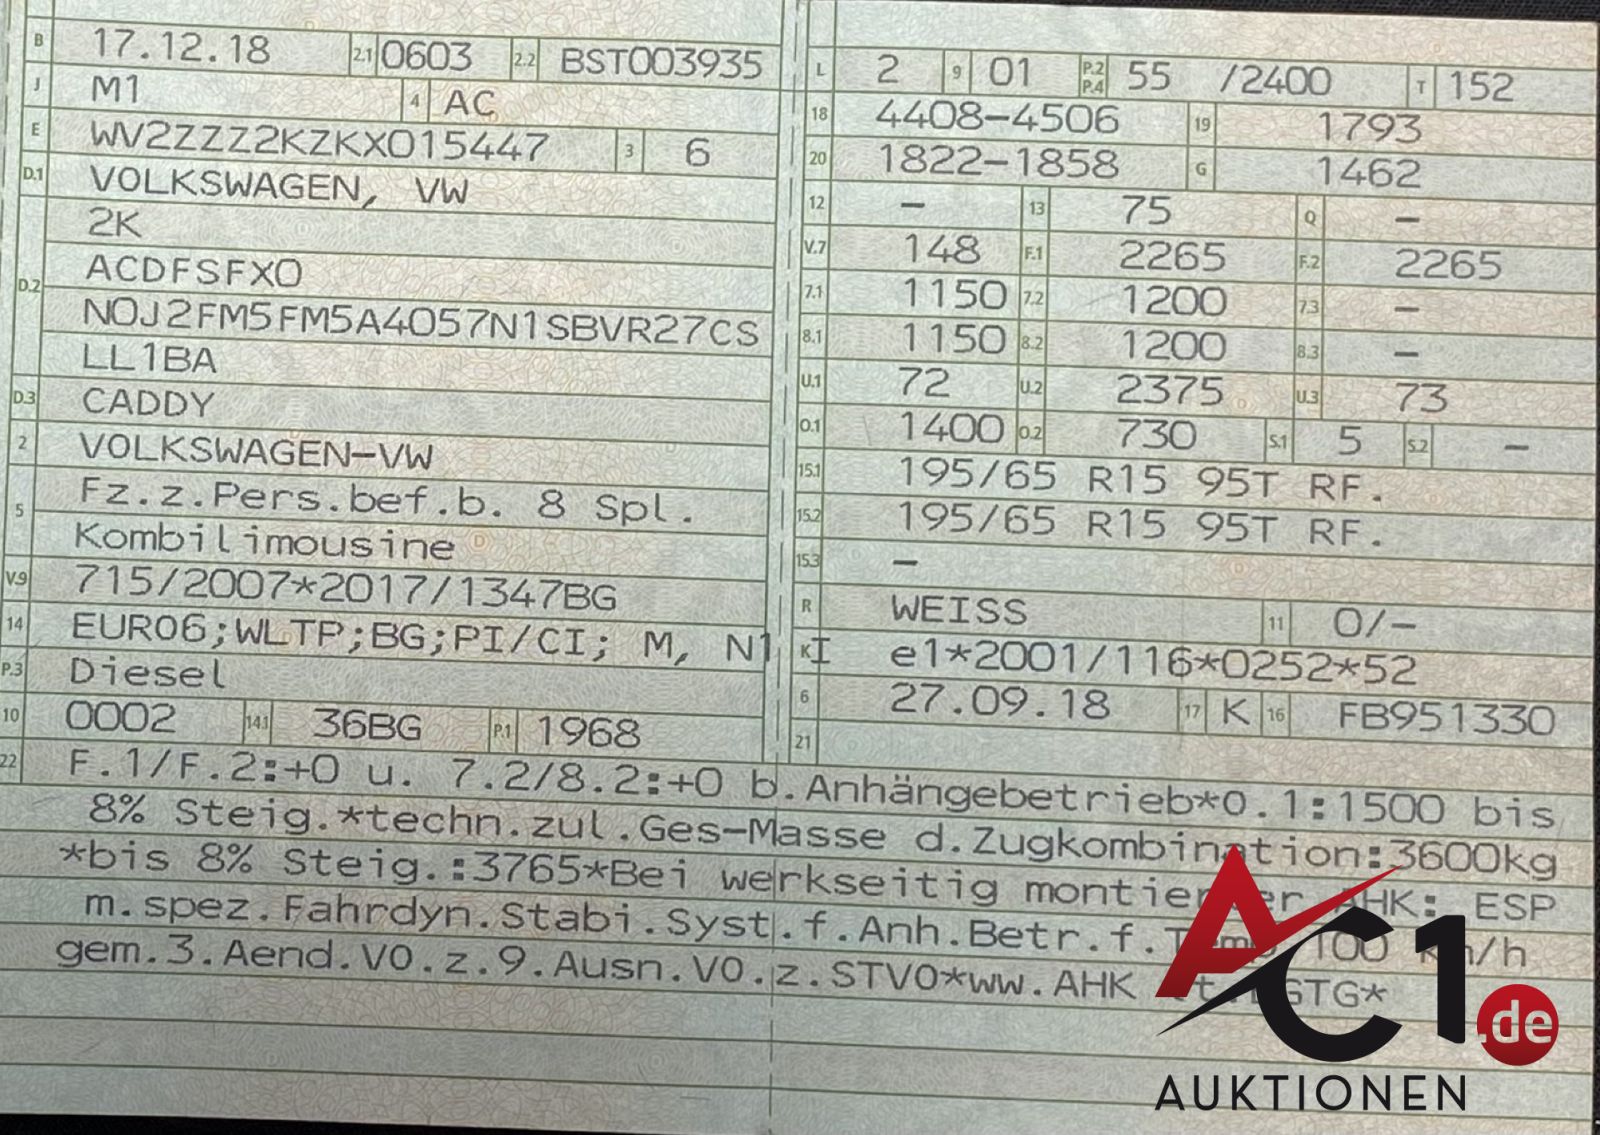 B 17.12.18 2.1 0603 2.2 BST003935
J M1 4 AC
E WV2ZZZ2KZKX015447 3 6
D.1 VOLKSWAGEN, VW
D.2 2K
ACDFSFX0
N0J2FM5FM5A4057N1SBVR27CS
LL1BA
D.3 CADDY
2 VOLKSWAGEN-VW
5 Fz.z.Pers.bef.b. 8 Spl.
Kombilimousine
V.9 715/2007*2017/1347BG
14 EURO6;WLTP;BG;PI/CI; M, N1 I
P.3 Diesel
10 0002 14.1 36BG P.1 1968
L 2 9 01 P.2 P.4 55 /2400 T 152
18 4408-4506 19 1793
20 1822-1858 G 1462
12 - 13 75 Q -
V.7 148 F.1 2265 F.2 2265
7.1 1150 7.2 1200 7.3 -
8.1 1150 8.2 1200 8.3 -
U.1 72 U.2 2375 U.3 73
O.1 1400 O.2 730 S.1 5 S.2 -
15.1 195/65 R15 95T RF.
15.2 195/65 R15 95T RF.
15.3 -
R WEISS 11 0/-
K e1*2001/116*0252*52
6 27.09.18 17 K 16 FB951330
21
22 F.1/F.2:+0 u. 7.2/8.2:+0 b.Anhängebetrieb*0.1:1500 bis
8% Steig.*techn.zul.Ges-Masse d.Zugkombination:3600kg
*bis 8% Steig.:3765*Bei werkseitig montierter AHK: ESP
m.spez.Fahrdyn.Stabi.Syst.f.Anh.Betr.f.Temp 100 km/h
gem.3.Aend.VO.z.9.Ausn.VO.z.STVO*ww.AHK lt.EGTG*
AC1.de
AUKTIONEN